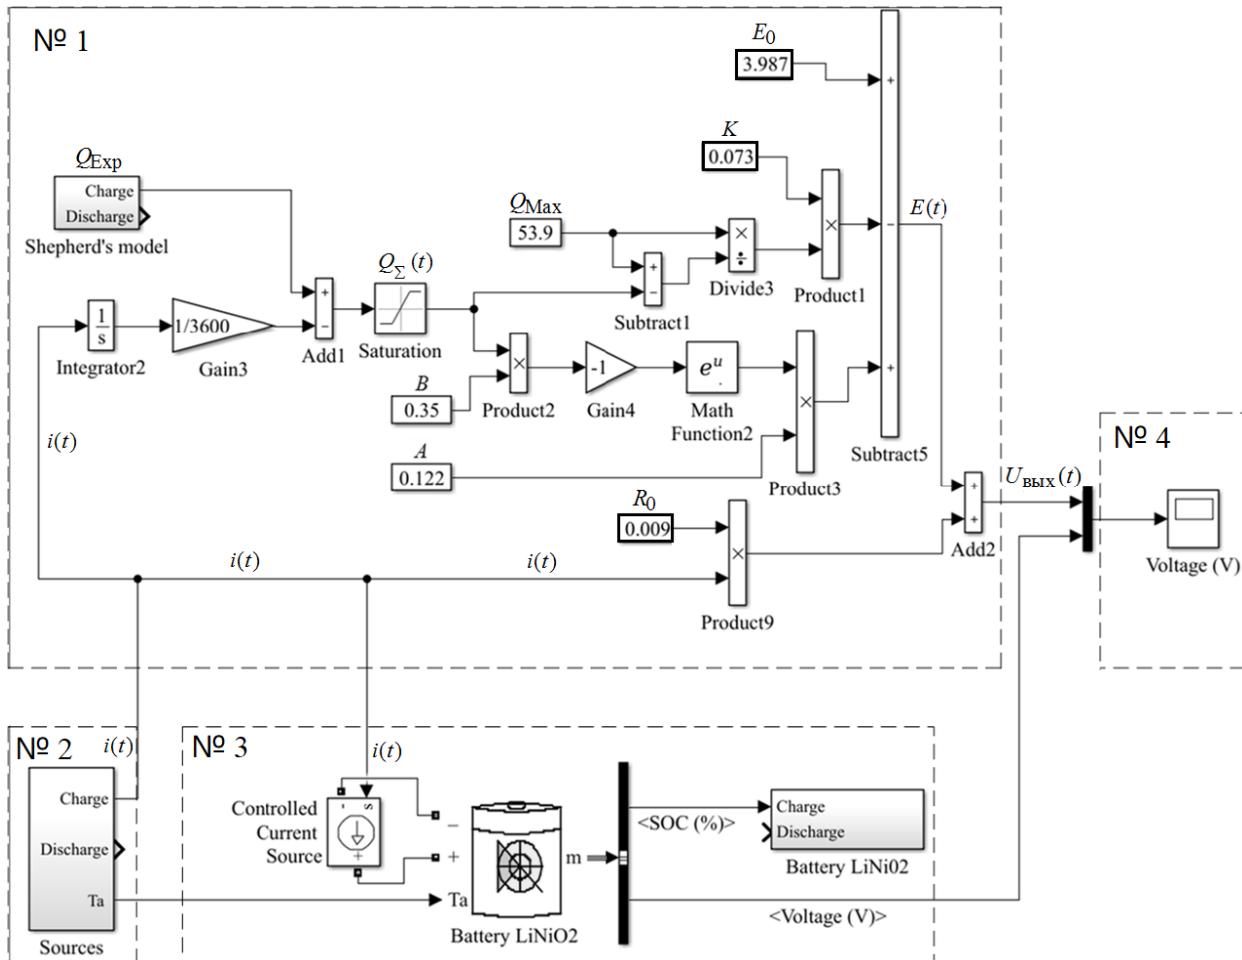 № 1
E0
3.987
K
0.073
QExp
Charge
Discharge
Shepherd's model
QMax
53.9
×
÷
Divide3
×
Product1
+
−
+
E(t)
Subtract5
QΣ (t)
Saturation
+
−
Subtract1
1
s
Integrator2
1/3600
Gain3
+
−
Add1
B
0.35
×
Product2
-1
Gain4
eu
Math
Function2
A
0.122
×
Product3
R0
0.009
×
Product9
+
+
Add2
i(t)
i(t)
i(t)
Uвых(t)
№ 4
Voltage (V)
№ 2
i(t)
Charge
Discharge
Ta
Sources
№ 3
i(t)
Controlled
Current
Source
-
s
+
−
+
Ta
m
Battery LiNiO2
<SOC (%)>
<Voltage (V)>
Charge
Discharge
Battery LiNi02